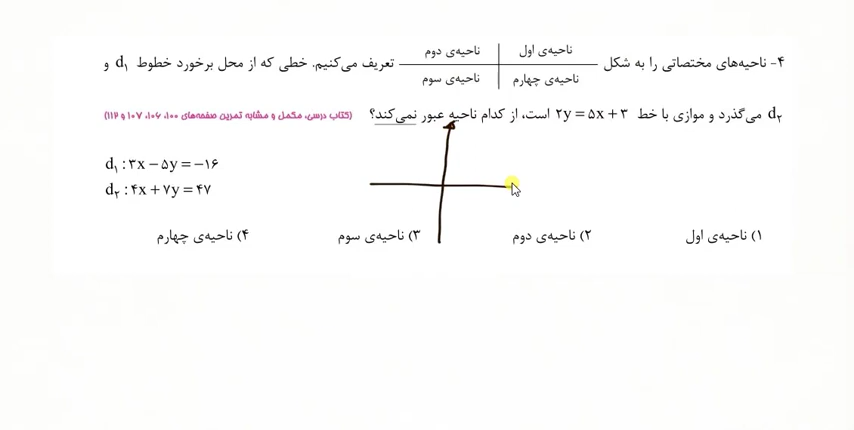 ۴- ناحیه‌های مختصاتی را به شکل
ناحیه‌ی دوم ناحیه‌ی اول
ناحیه‌ی سوم ناحیه‌ی چهارم
تعریف می‌کنیم. خطی که از محل برخورد خطوط d۱ و
d۲ می‌گذرد و موازی با خط ۲y = ۵x + ۳ است، از کدام ناحیه عبور نمی‌کند؟ (کتاب درسی، مکمل و مشابه تمرین صفحه‌های ۱۰۰، ۱۰۶، ۱۰۷ و ۱۱۲)
d۱ : ۳x − ۵y = −۱۶
d۲ : ۴x + ۷y = ۴۷
۱) ناحیه‌ی اول ۲) ناحیه‌ی دوم ۳) ناحیه‌ی سوم ۴) ناحیه‌ی چهارم